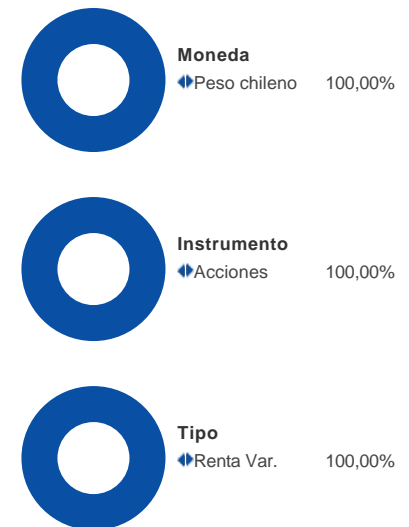 Moneda
Peso chileno 100,00%
Instrumento
Acciones 100,00%
Tipo
Renta Var. 100,00%